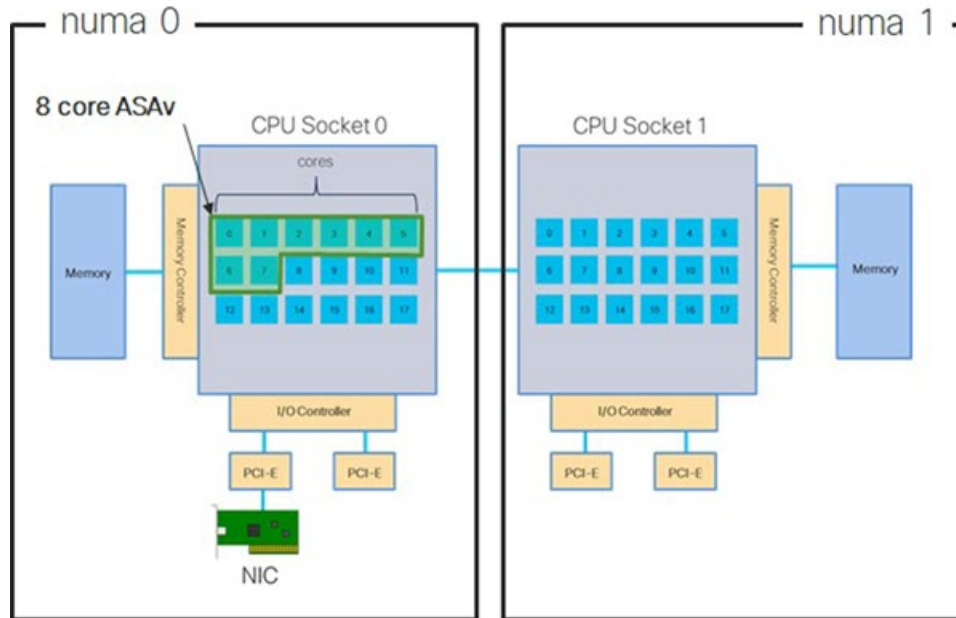 numa 0
numa 1
8 core ASAv
CPU Socket 0
CPU Socket 1
cores
0 1 2 3 4 5
6 7 8 9 10 11
12 13 14 15 16 17
Memory
Memory Controller
0 1 2 3 4 5
6 7 8 9 10 11
12 13 14 15 16 17
Memory Controller
Memory
I/O Controller
I/O Controller
PCI-E
PCI-E
PCI-E
PCI-E
NIC